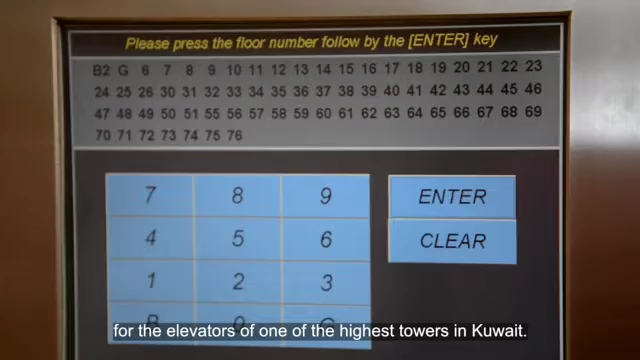 Please press the floor number follow by the [ENTER] key
B2 G 6 7 8 9 10 11 12 13 14 15 16 17 18 19 20 21 22 23
24 25 26 30 31 32 33 34 35 36 37 38 39 40 41 42 43 44 45 46
47 48 49 50 51 55 56 57 58 59 60 61 62 63 64 65 66 67 68 69
70 71 72 73 74 75 76
7 8 9 ENTER
4 5 6 CLEAR
1 2 3
for the elevators of one of the highest towers in Kuwait.